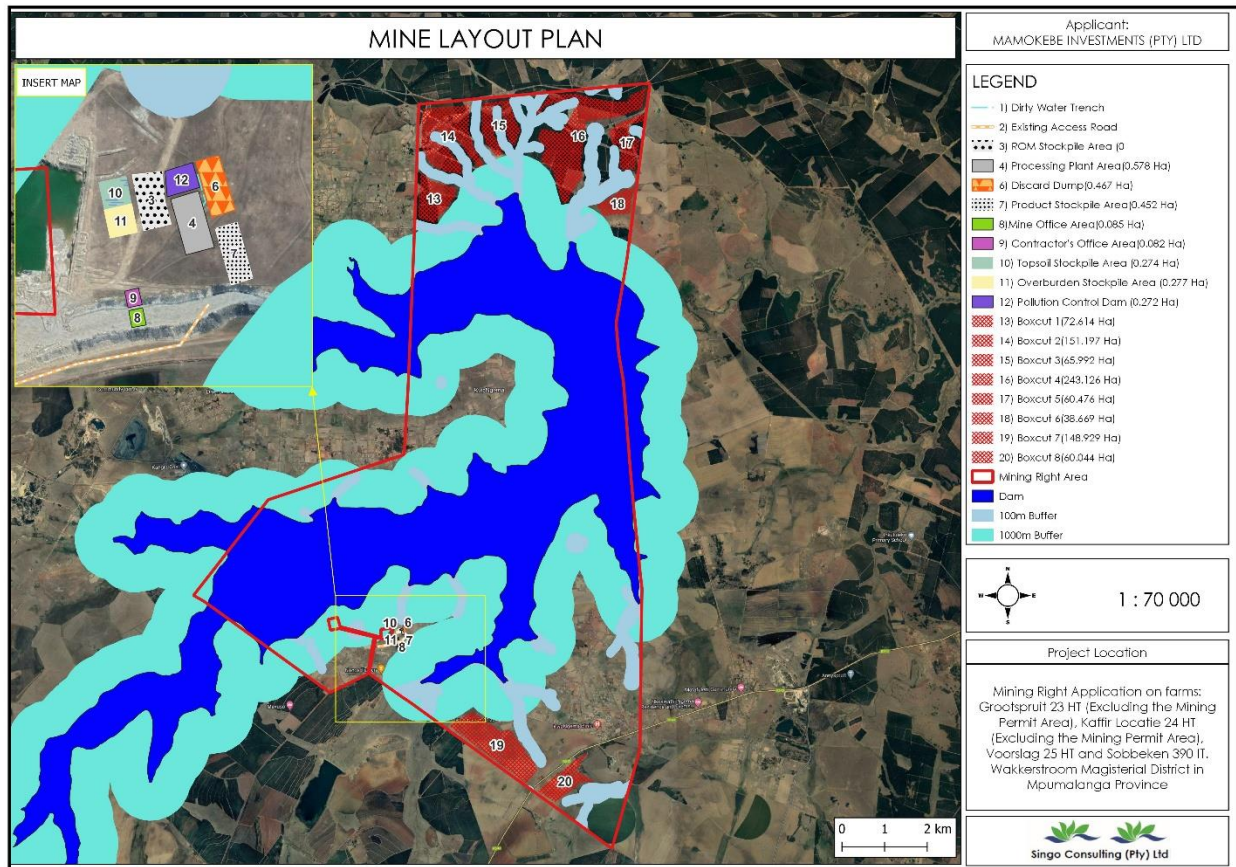 MINE LAYOUT PLAN
INSERT MAP
10
11
3
12
6
4
7
9
8
13
14
15
16
17
18
10
6
11
7
8
19
20
0 1 2 km
Applicant:
MAMOKEBE INVESTMENTS (PTY) LTD
LEGEND
1) Dirty Water Trench
2) Existing Access Road
3) ROM Stockpile Area (0
4) Processing Plant Area(0.578 Ha)
6) Discard Dump(0.467 Ha)
7) Product Stockpile Area(0.452 Ha)
8)Mine Office Area(0.085 Ha)
9) Contractor's Office Area(0.082 Ha)
10) Topsoil Stockpile Area (0.274 Ha)
11) Overburden Stockpile Area (0.277 Ha)
12) Pollution Control Dam (0.272 Ha)
13) Boxcut 1(72.614 Ha)
14) Boxcut 2(151.197 Ha)
15) Boxcut 3(65.992 Ha)
16) Boxcut 4(243.126 Ha)
17) Boxcut 5(60.476 Ha)
18) Boxcut 6(38.669 Ha)
19) Boxcut 7(148.929 Ha)
20) Boxcut 8(60.044 Ha)
Mining Right Area
Dam
100m Buffer
1000m Buffer
N
W E
S
1 : 70 000
Project Location
Mining Right Application on farms:
Grootspruit 23 HT (Excluding the Mining
Permit Area), Kaffir Locatie 24 HT
(Excluding the Mining Permit Area),
Voorslag 25 HT and Sobbeken 390 IT.
Wakkerstroom Magisterial District in
Mpumalanga Province
Singo Consulting (Pty) Ltd